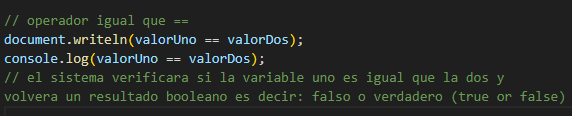 // operador igual que ==
document.writeln(valorUno == valorDos);
console.log(valorUno == valorDos);
// el sistema verificara si la variable uno es igual que la dos y
volvera un resultado booleano es decir: falso o verdadero (true or false)